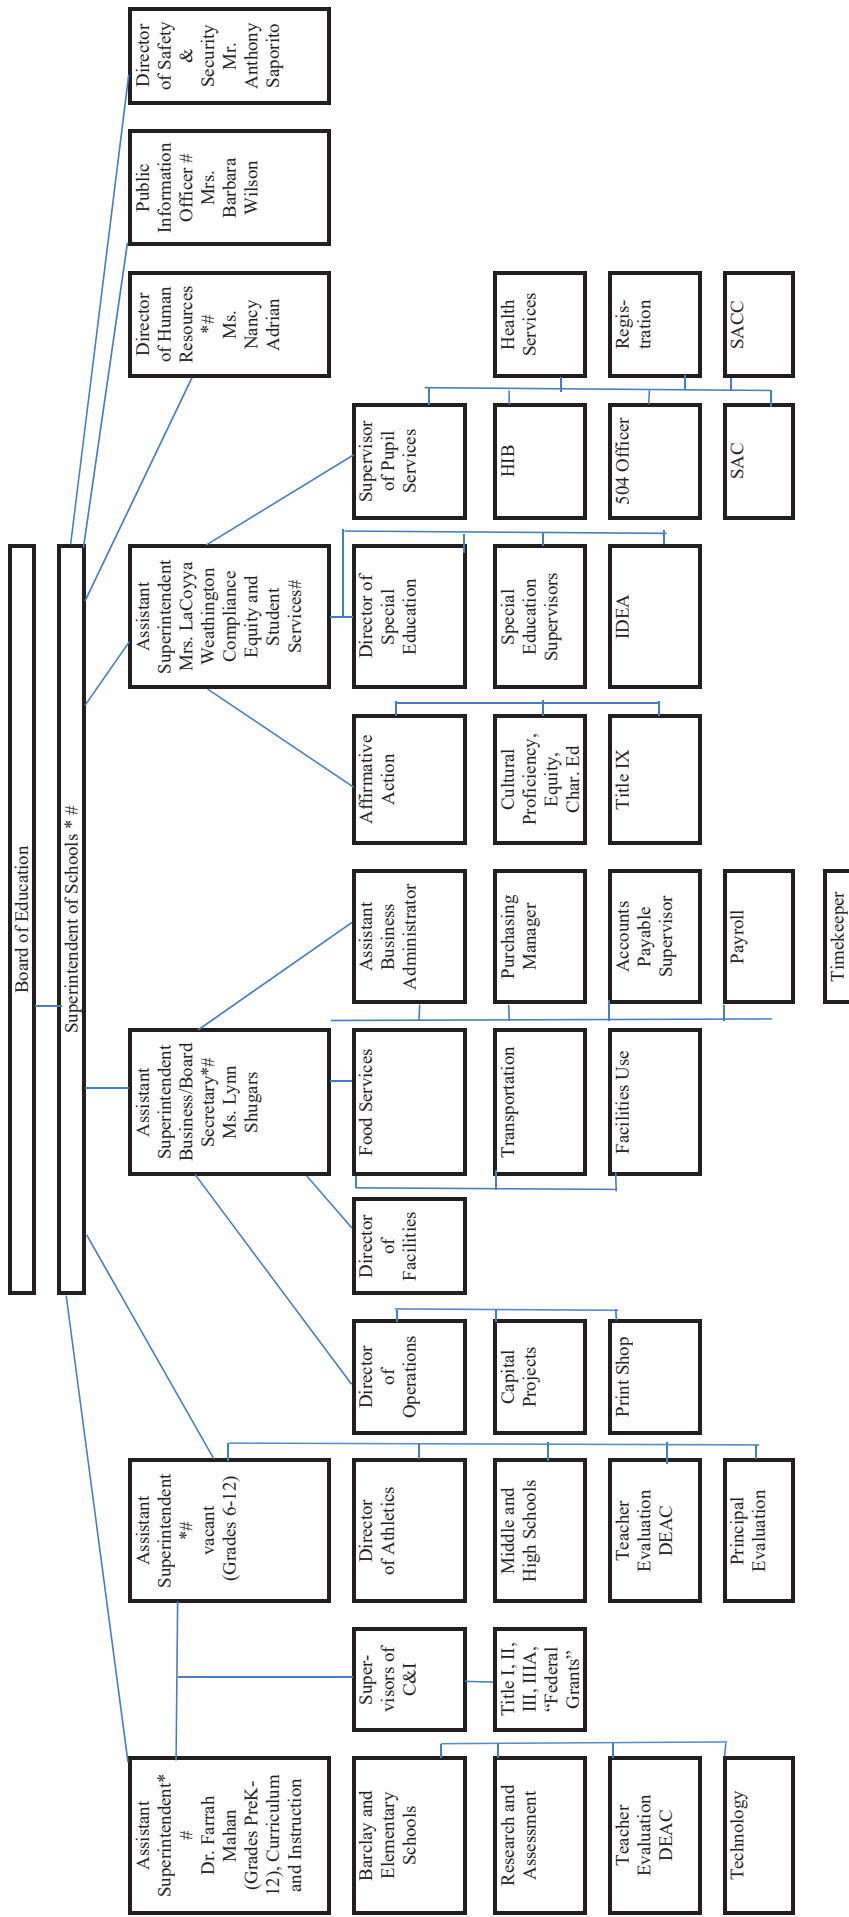 Board of Education
Superintendent of Schools * #
Assistant
Superintendent*
#
Dr. Farrah
Mahan
(Grades PreK-
12), Curriculum
and Instruction
Assistant
Superintendent
*#
vacant
(Grades 6-12)
Assistant
Superintendent
Business/Board
Secretary*#
Ms. Lynn
Shugars
Assistant
Superintendent
Mrs. LaCoyya
Weathington
Compliance
Equity and
Student
Services#
Director
of Human
Resources
*#
Ms.
Nancy
Adrian
Public
Information
Officer #
Mrs.
Barbara
Wilson
Director
of Safety
&
Security
Mr.
Anthony
Saporito
Barclay and
Elementary
Schools
Super-
visors of
C&I
Director
of Athletics
Director
of
Operations
Director
of
Facilities
Food Services
Assistant
Business
Administrator
Affirmative
Action
Director of
Special
Education
Supervisor
of Pupil
Services
Research and
Assessment
Title I, II,
III, IIIA,
“Federal
Grants”
Middle and
High Schools
Capital
Projects
Transportation
Purchasing
Manager
Cultural
Proficiency,
Equity,
Char. Ed
Special
Education
Supervisors
HIB
Health
Services
Teacher
Evaluation
DEAC
Teacher
Evaluation
DEAC
Print Shop
Facilities Use
Accounts
Payable
Supervisor
Title IX
IDEA
504 Officer
Regis-
tration
Technology
Principal
Evaluation
Payroll
SAC
SACC
Timekeeper